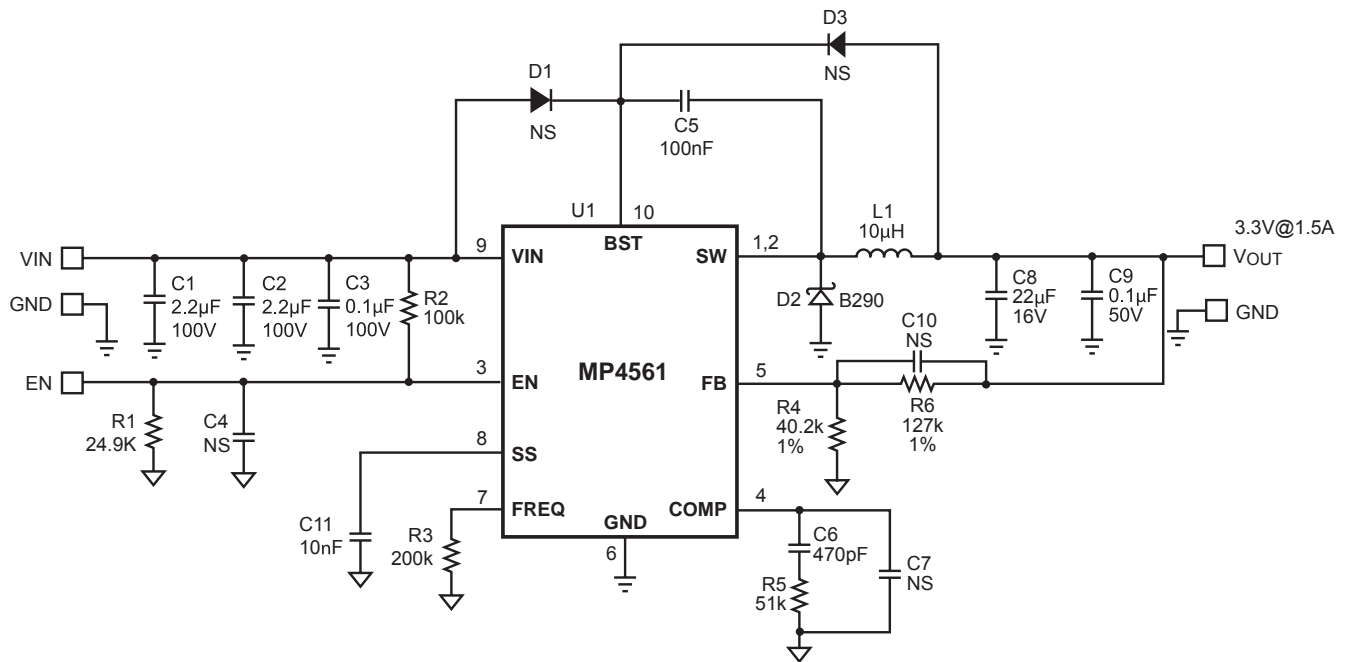 D3
NS
D1
NS
C5
100nF
U1
10
BST
VIN
9
VIN
C1
2.2µF
100V
C2
2.2µF
100V
C3
0.1µF
100V
R2
100k
GND
EN
3
EN
R1
24.9K
C4
NS
8
SS
C11
10nF
7
FREQ
R3
200k
MP4561
GND
6
1,2
SW
L1
10µH
3.3V@1.5A
VOUT
D2
B290
C8
22µF
16V
C9
0.1µF
50V
GND
C10
NS
5
FB
R4
40.2k
1%
R6
127k
1%
4
COMP
C6
470pF
R5
51k
C7
NS